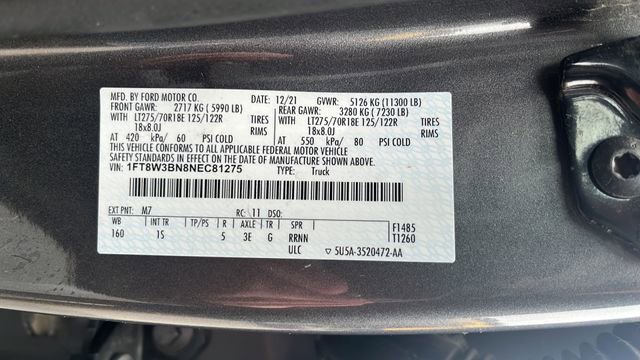 MFD. BY FORD MOTOR CO. 12/21 GVWR: 5126 KG (11300 LB)
FRONT GAWR: 2717 KG (5990 LB) REAR GAWR: 3280 KG (7230 LB)
LT275/70R18E 125/122R TIRES LT275/70R18E 125/122R TIRES
18x8.0J RIMS 18x8.0J RIMS
AT 420 kPa/ 60 PSI COLD AT 550 kPa/ 80 PSI COLD
THIS VEHICLE CONFORMS TO ALL APPLICABLE FEDERAL MOTOR VEHICLE SAFETY
AND THEFT PREVENTION STANDARDS IN EFFECT ON THE DATE OF MANUFACTURE SHOWN ABOVE.
VIN: 1FT8W3BN8NEC81275 TYPE: Truck
EXT PNT: M7 RC: 11 DSO:
WB INT TR TP/PS R AXLE TR SPR F1485
160 1S 5 3E G RRNN T1260
ULC ▽ 5U5A-3520472-AA